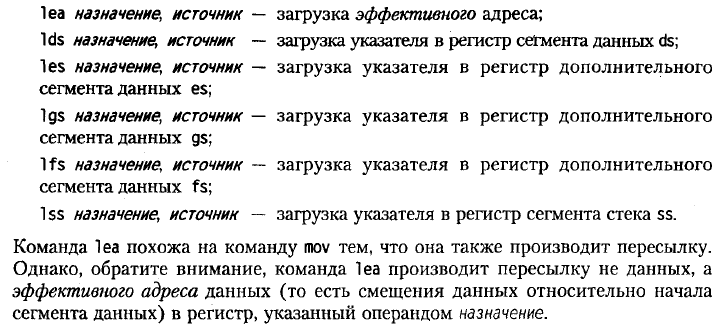 lea назначение, источник — загрузка эффективного адреса;
lds назначение, источник — загрузка указателя в регистр сегмента данных ds;
les назначение, источник — загрузка указателя в регистр дополнительного
сегмента данных es;
lgs назначение, источник — загрузка указателя в регистр дополнительного
сегмента данных gs;
lfs назначение, источник — загрузка указателя в регистр дополнительного
сегмента данных fs;
lss назначение, источник — загрузка указателя в регистр сегмента стека ss.
Команда lea похожа на команду mov тем, что она также производит пересылку.
Однако, обратите внимание, команда lea производит пересылку не данных, а
эффективного адреса данных (то есть смещения данных относительно начала
сегмента данных) в регистр, указанный операндом назначение.